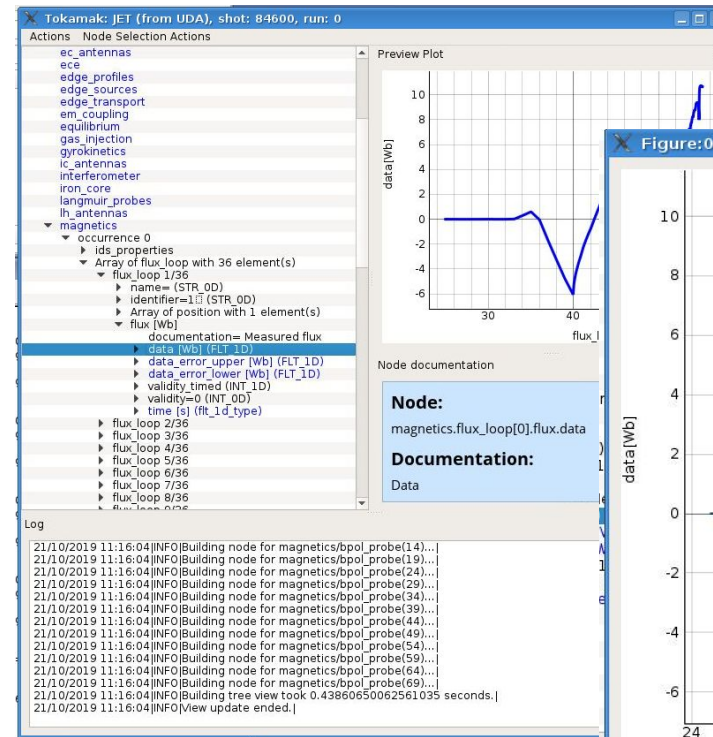 Tokamak: JET (from UDA), shot: 84600, run: 0
Actions Node Selection Actions
ec_antennas
ece
edge_profiles
edge_sources
edge_transport
em_coupling
equilibrium
gas_injection
gyrokinetics
ic_antennas
interferometer
iron_core
langmuir_probes
lh_antennas
magnetics
occurrence 0
ids_properties
Array of flux_loop with 36 element(s)
flux_loop 1/36
name= (STR_0D)
identifier=1 (STR_0D)
Array of position with 1 element(s)
flux [Wb]
documentation= Measured flux
data [Wb] (FLT_1D)
data_error_upper [Wb] (FLT_1D)
data_error_lower [Wb] (FLT_1D)
validity_timed (INT_1D)
validity=0 (INT_0D)
time [s] (flt_1d_type)
flux_loop 2/36
flux_loop 3/36
flux_loop 4/36
flux_loop 5/36
flux_loop 6/36
flux_loop 7/36
flux_loop 8/36
Preview Plot
10
8
6
4
2
0
-2
-4
-6
data[Wb]
30
40
flux_l
Node documentation
Node:
magnetics.flux_loop[0].flux.data
Documentation:
Data
Figure:0
10
8
6
4
2
0
-2
-4
-6
data[Wb]
24
Log
21/10/2019 11:16:04|INFO|Building node for magnetics/bpol_probe(14)...|
21/10/2019 11:16:04|INFO|Building node for magnetics/bpol_probe(19)...|
21/10/2019 11:16:04|INFO|Building node for magnetics/bpol_probe(24)...|
21/10/2019 11:16:04|INFO|Building node for magnetics/bpol_probe(29)...|
21/10/2019 11:16:04|INFO|Building node for magnetics/bpol_probe(34)...|
21/10/2019 11:16:04|INFO|Building node for magnetics/bpol_probe(39)...|
21/10/2019 11:16:04|INFO|Building node for magnetics/bpol_probe(44)...|
21/10/2019 11:16:04|INFO|Building node for magnetics/bpol_probe(49)...|
21/10/2019 11:16:04|INFO|Building node for magnetics/bpol_probe(54)...|
21/10/2019 11:16:04|INFO|Building node for magnetics/bpol_probe(59)...|
21/10/2019 11:16:04|INFO|Building node for magnetics/bpol_probe(64)...|
21/10/2019 11:16:04|INFO|Building node for magnetics/bpol_probe(69)...|
21/10/2019 11:16:04|INFO|Building tree view took 0.43860650062561035 seconds.|
21/10/2019 11:16:04|INFO|View update ended.|